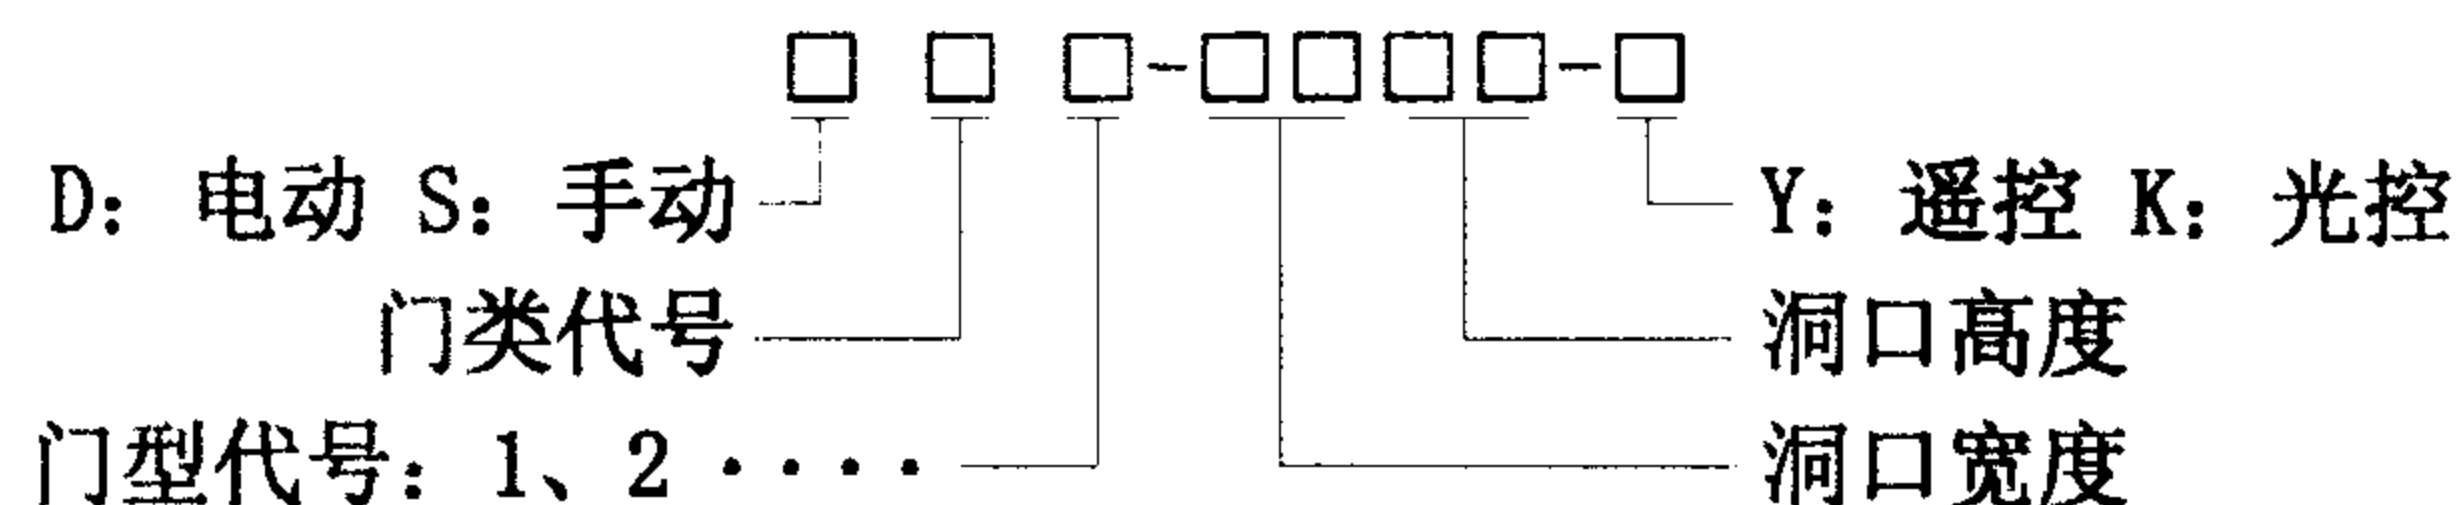 □ □ □-□□□□-□
D: 电动 S: 手动 Y: 遥控 K: 光控
门类代号 洞口高度
门型代号: 1、2 ···· 洞口宽度